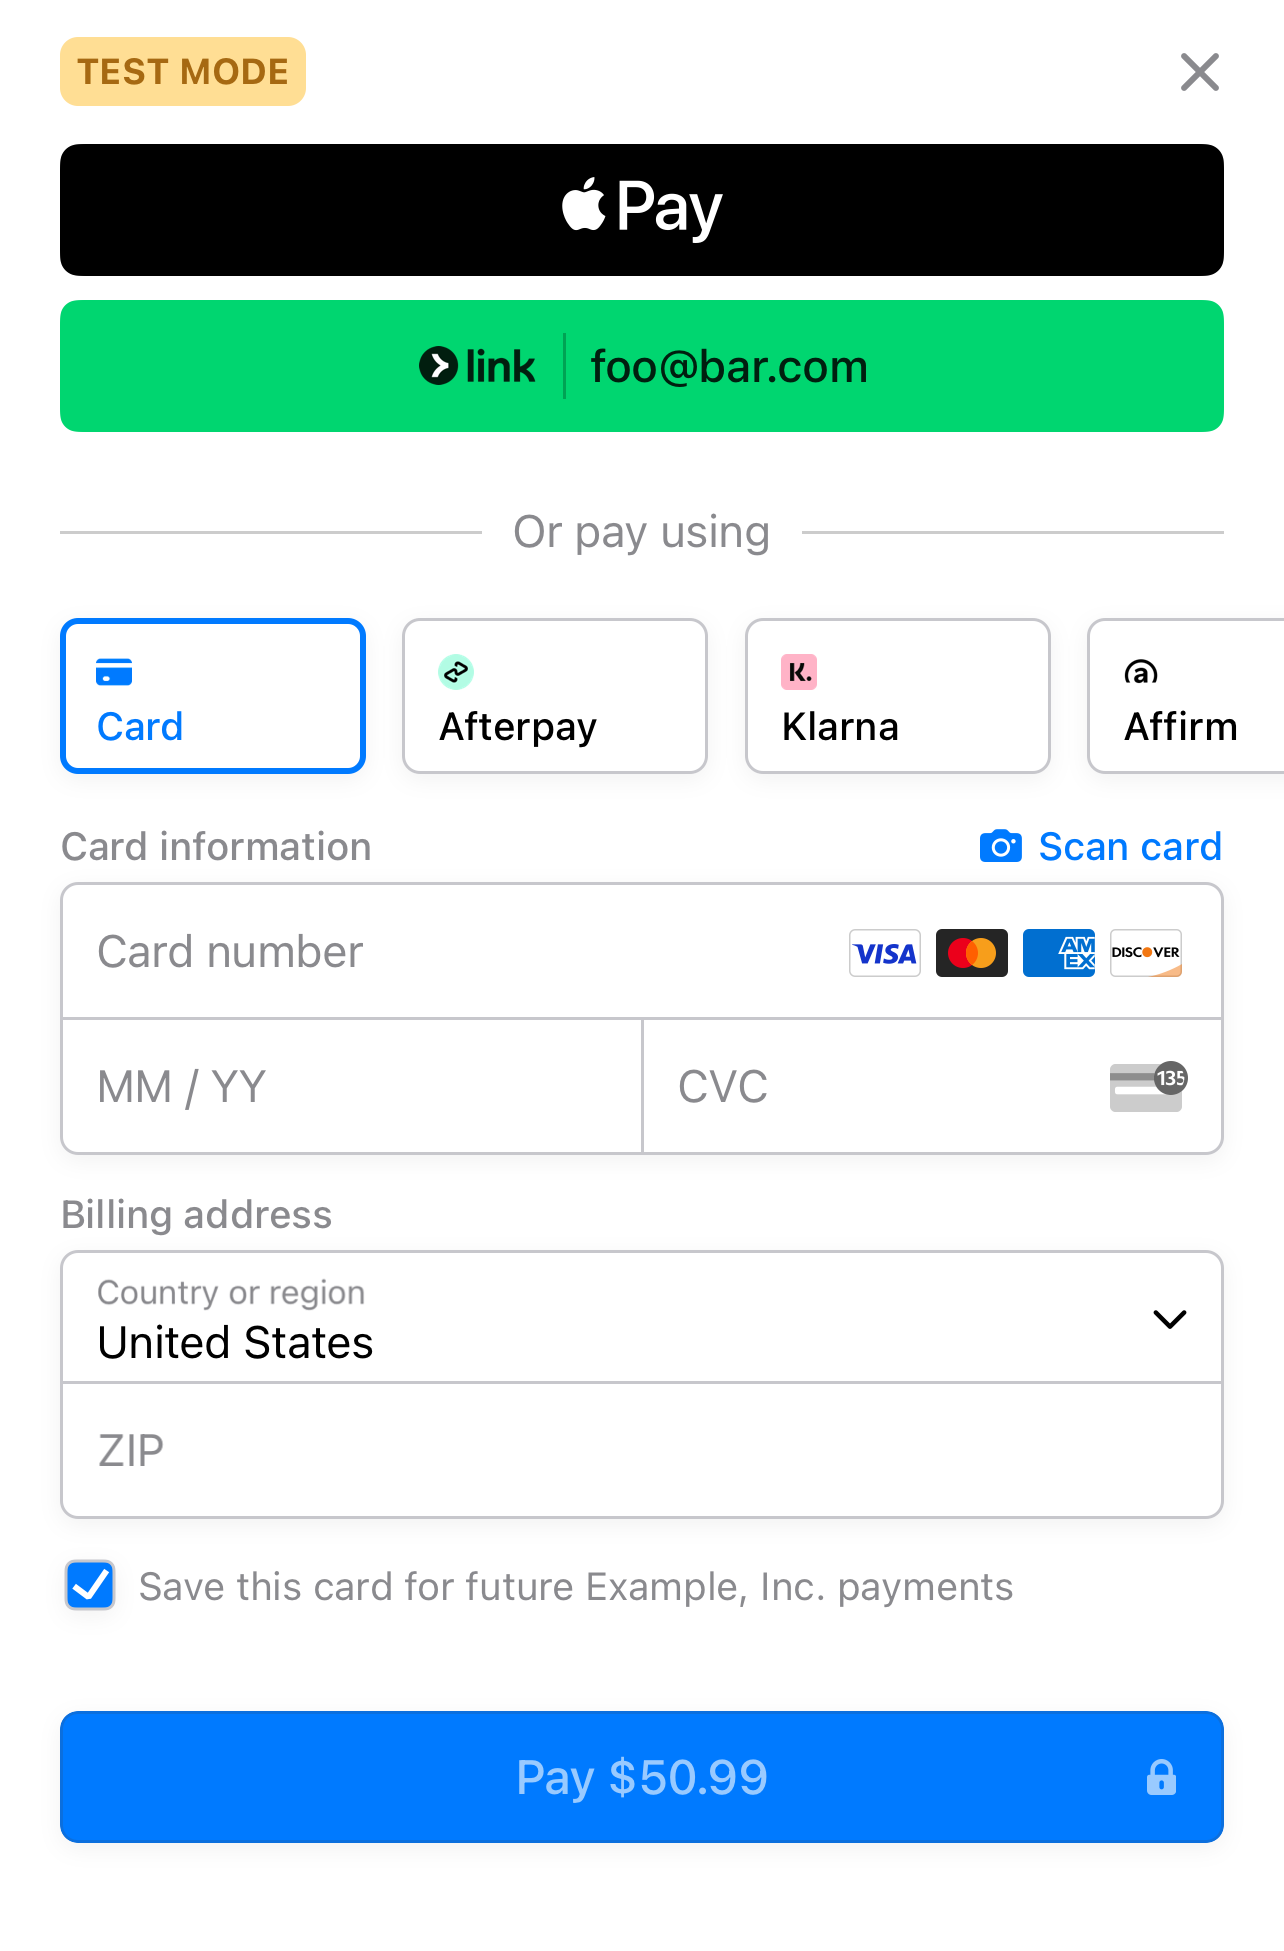 TEST MODE
Pay
link foo@bar.com
Or pay using
Card Afterpay Klarna Affirm
K. a
Card information Scan card
Card number VISA AM EX DISCOVER
MM / YY CVC 135
Billing address
Country or region
United States
ZIP
Save this card for future Example, Inc. payments
Pay $50.99